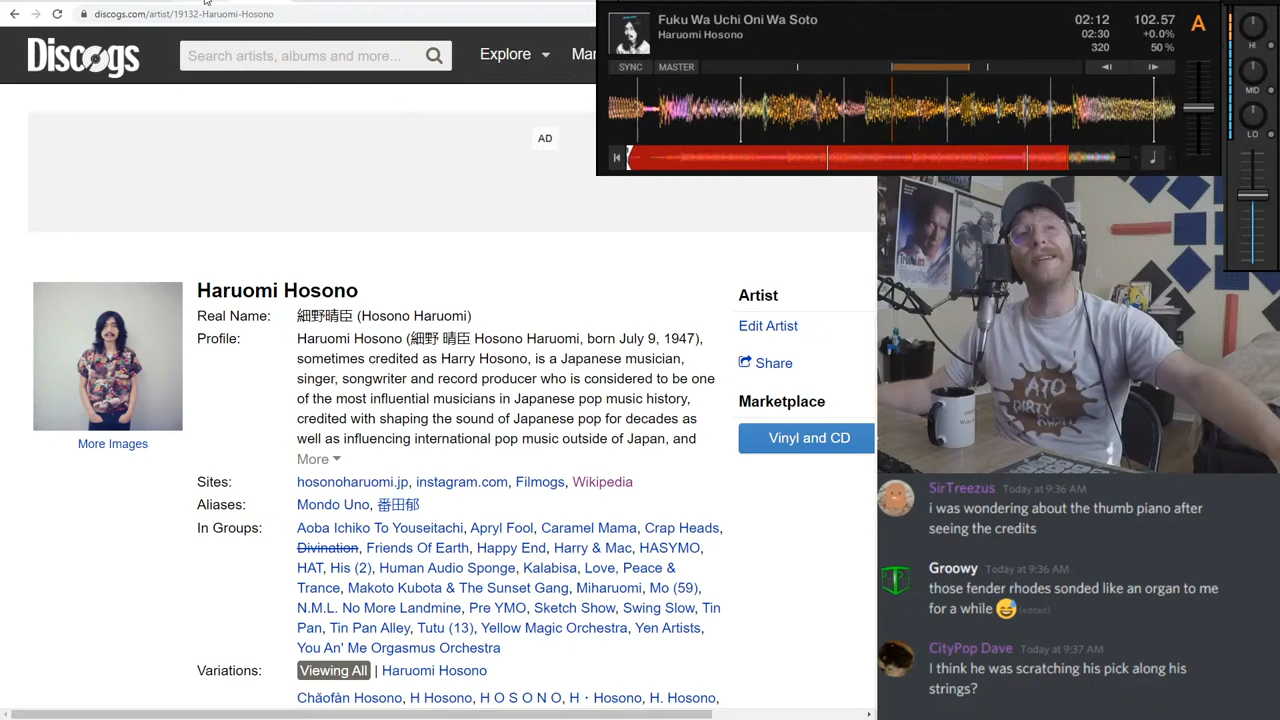 discogs.com/artist/19132-Haruomi-Hosono
Discogs
Search artists, albums and more...
Explore
Mar
AD
Haruomi Hosono
Real Name: 細野晴臣 (Hosono Haruomi)
Profile: Haruomi Hosono (細野 晴臣 Hosono Haruomi, born July 9, 1947),
sometimes credited as Harry Hosono, is a Japanese musician,
singer, songwriter and record producer who is considered to be one
of the most influential musicians in Japanese pop music history,
credited with shaping the sound of Japanese pop for decades as
well as influencing international pop music outside of Japan, and
More
More Images
Sites: hosonoharuomi.jp, instagram.com, Filmogs, Wikipedia
Aliases: Mondo Uno, 番田郁
In Groups: Aoba Ichiko To Youseitachi, Apryl Fool, Caramel Mama, Crap Heads,
Divination, Friends Of Earth, Happy End, Harry & Mac, HASYMO,
HAT, His (2), Human Audio Sponge, Kalabisa, Love, Peace &
Trance, Makoto Kubota & The Sunset Gang, Miharuomi, Mo (59),
N.M.L. No More Landmine, Pre YMO, Sketch Show, Swing Slow, Tin
Pan, Tin Pan Alley, Tutu (13), Yellow Magic Orchestra, Yen Artists,
You An' Me Orgasmus Orchestra
Variations: Viewing All | Haruomi Hosono
Chāofàn Hosono, H Hosono, H O S O N O, H・Hosono, H. Hosono,
Artist
Edit Artist
Share
Marketplace
Vinyl and CD
Fuku Wa Uchi Oni Wa Soto
Haruomi Hosono
02:12
02:30
320
102.57
+0.0%
50 %
A
SYNC
MASTER
HI
MID
LO
ATO
DIRTY
SirTreezus Today at 9:36 AM
i was wondering about the thumb piano after
seeing the credits
Groowy Today at 9:36 AM
those fender rhodes sonded like an organ to me
for a while 😅 (edited)
CityPop Dave Today at 9:37 AM
I think he was scratching his pick along his
strings?